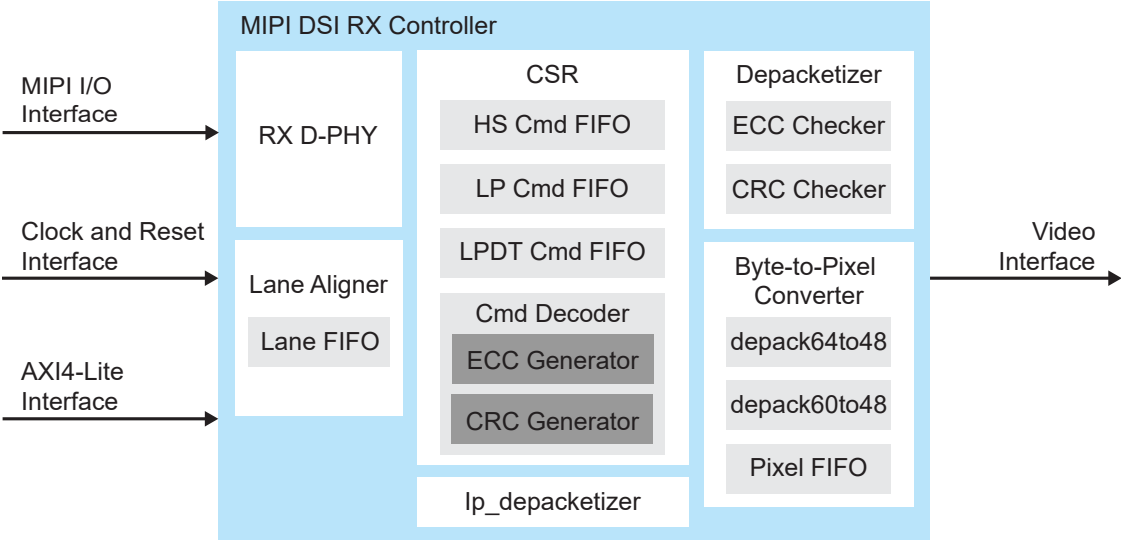 MIPI DSI RX Controller
MIPI I/O
Interface
Clock and Reset
Interface
AXI4-Lite
Interface
RX D-PHY
Lane Aligner
Lane FIFO
CSR
HS Cmd FIFO
LP Cmd FIFO
LPDT Cmd FIFO
Cmd Decoder
ECC Generator
CRC Generator
lp_depacketizer
Depacketizer
ECC Checker
CRC Checker
Byte-to-Pixel
Converter
depack64to48
depack60to48
Pixel FIFO
Video
Interface